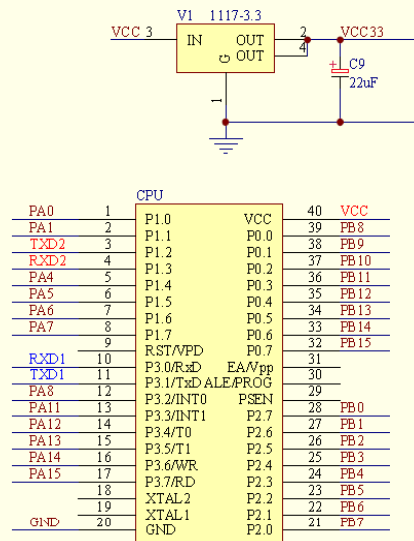 V1 1117-3.3
VCC 3 IN OUT 2 VCC33
G OUT 4
+ C9
22uF
1
CPU
PA0 1 P1.0 VCC 40 VCC
PA1 2 P1.1 P0.0 39 PB8
TXD2 3 P1.2 P0.1 38 PB9
RXD2 4 P1.3 P0.2 37 PB10
PA4 5 P1.4 P0.3 36 PB11
PA5 6 P1.5 P0.4 35 PB12
PA6 7 P1.6 P0.5 34 PB13
PA7 8 P1.7 P0.6 33 PB14
9 RST/VPD P0.7 32 PB15
RXD1 10 P3.0/RxD EA/Vpp 31
TXD1 11 P3.1/TxD ALE/PROG 30
PA8 12 P3.2/INT0 PSEN 29
PA11 13 P3.3/INT1 P2.7 28 PB0
PA12 14 P3.4/T0 P2.6 27 PB1
PA13 15 P3.5/T1 P2.5 26 PB2
PA14 16 P3.6/WR P2.4 25 PB3
PA15 17 P3.7/RD P2.3 24 PB4
18 XTAL2 P2.2 23 PB5
19 XTAL1 P2.1 22 PB6
GND 20 GND P2.0 21 PB7